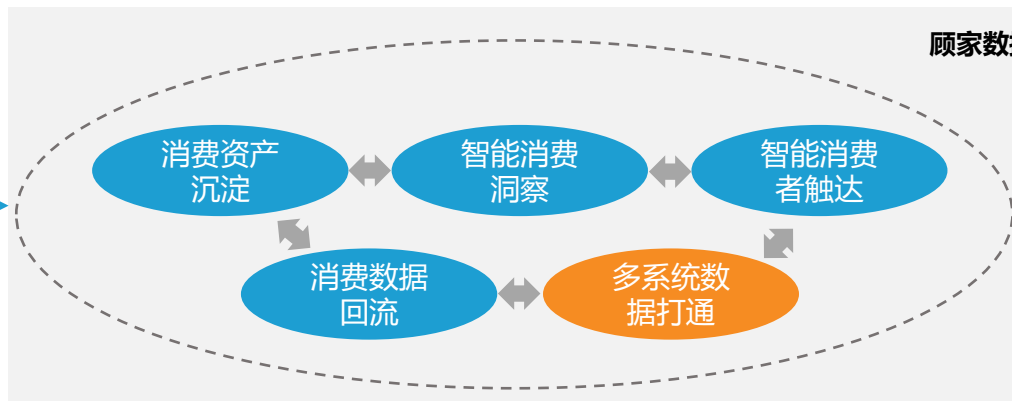 顾家数
消费资产
沉淀
智能消费
洞察
智能消费
者触达
消费数据
回流
多系统数
据打通